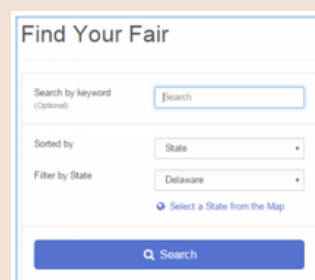 Find Your Fair
Search by keyword
(Optional)
Search
Sorted by
State
Filter by State
Delaware
Select a State from the Map
Search